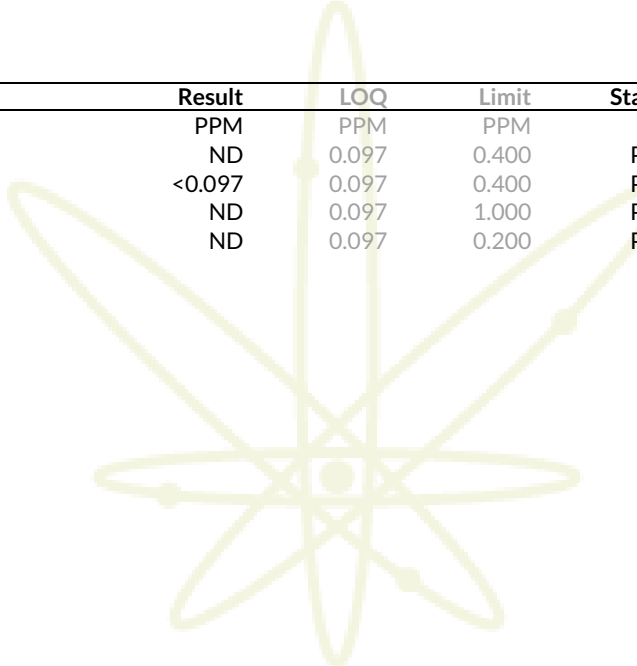 Result LOQ Limit
PPM PPM PPM
ND 0.097 0.400
<0.097 0.097 0.400
ND 0.097 1.000
ND 0.097 0.200